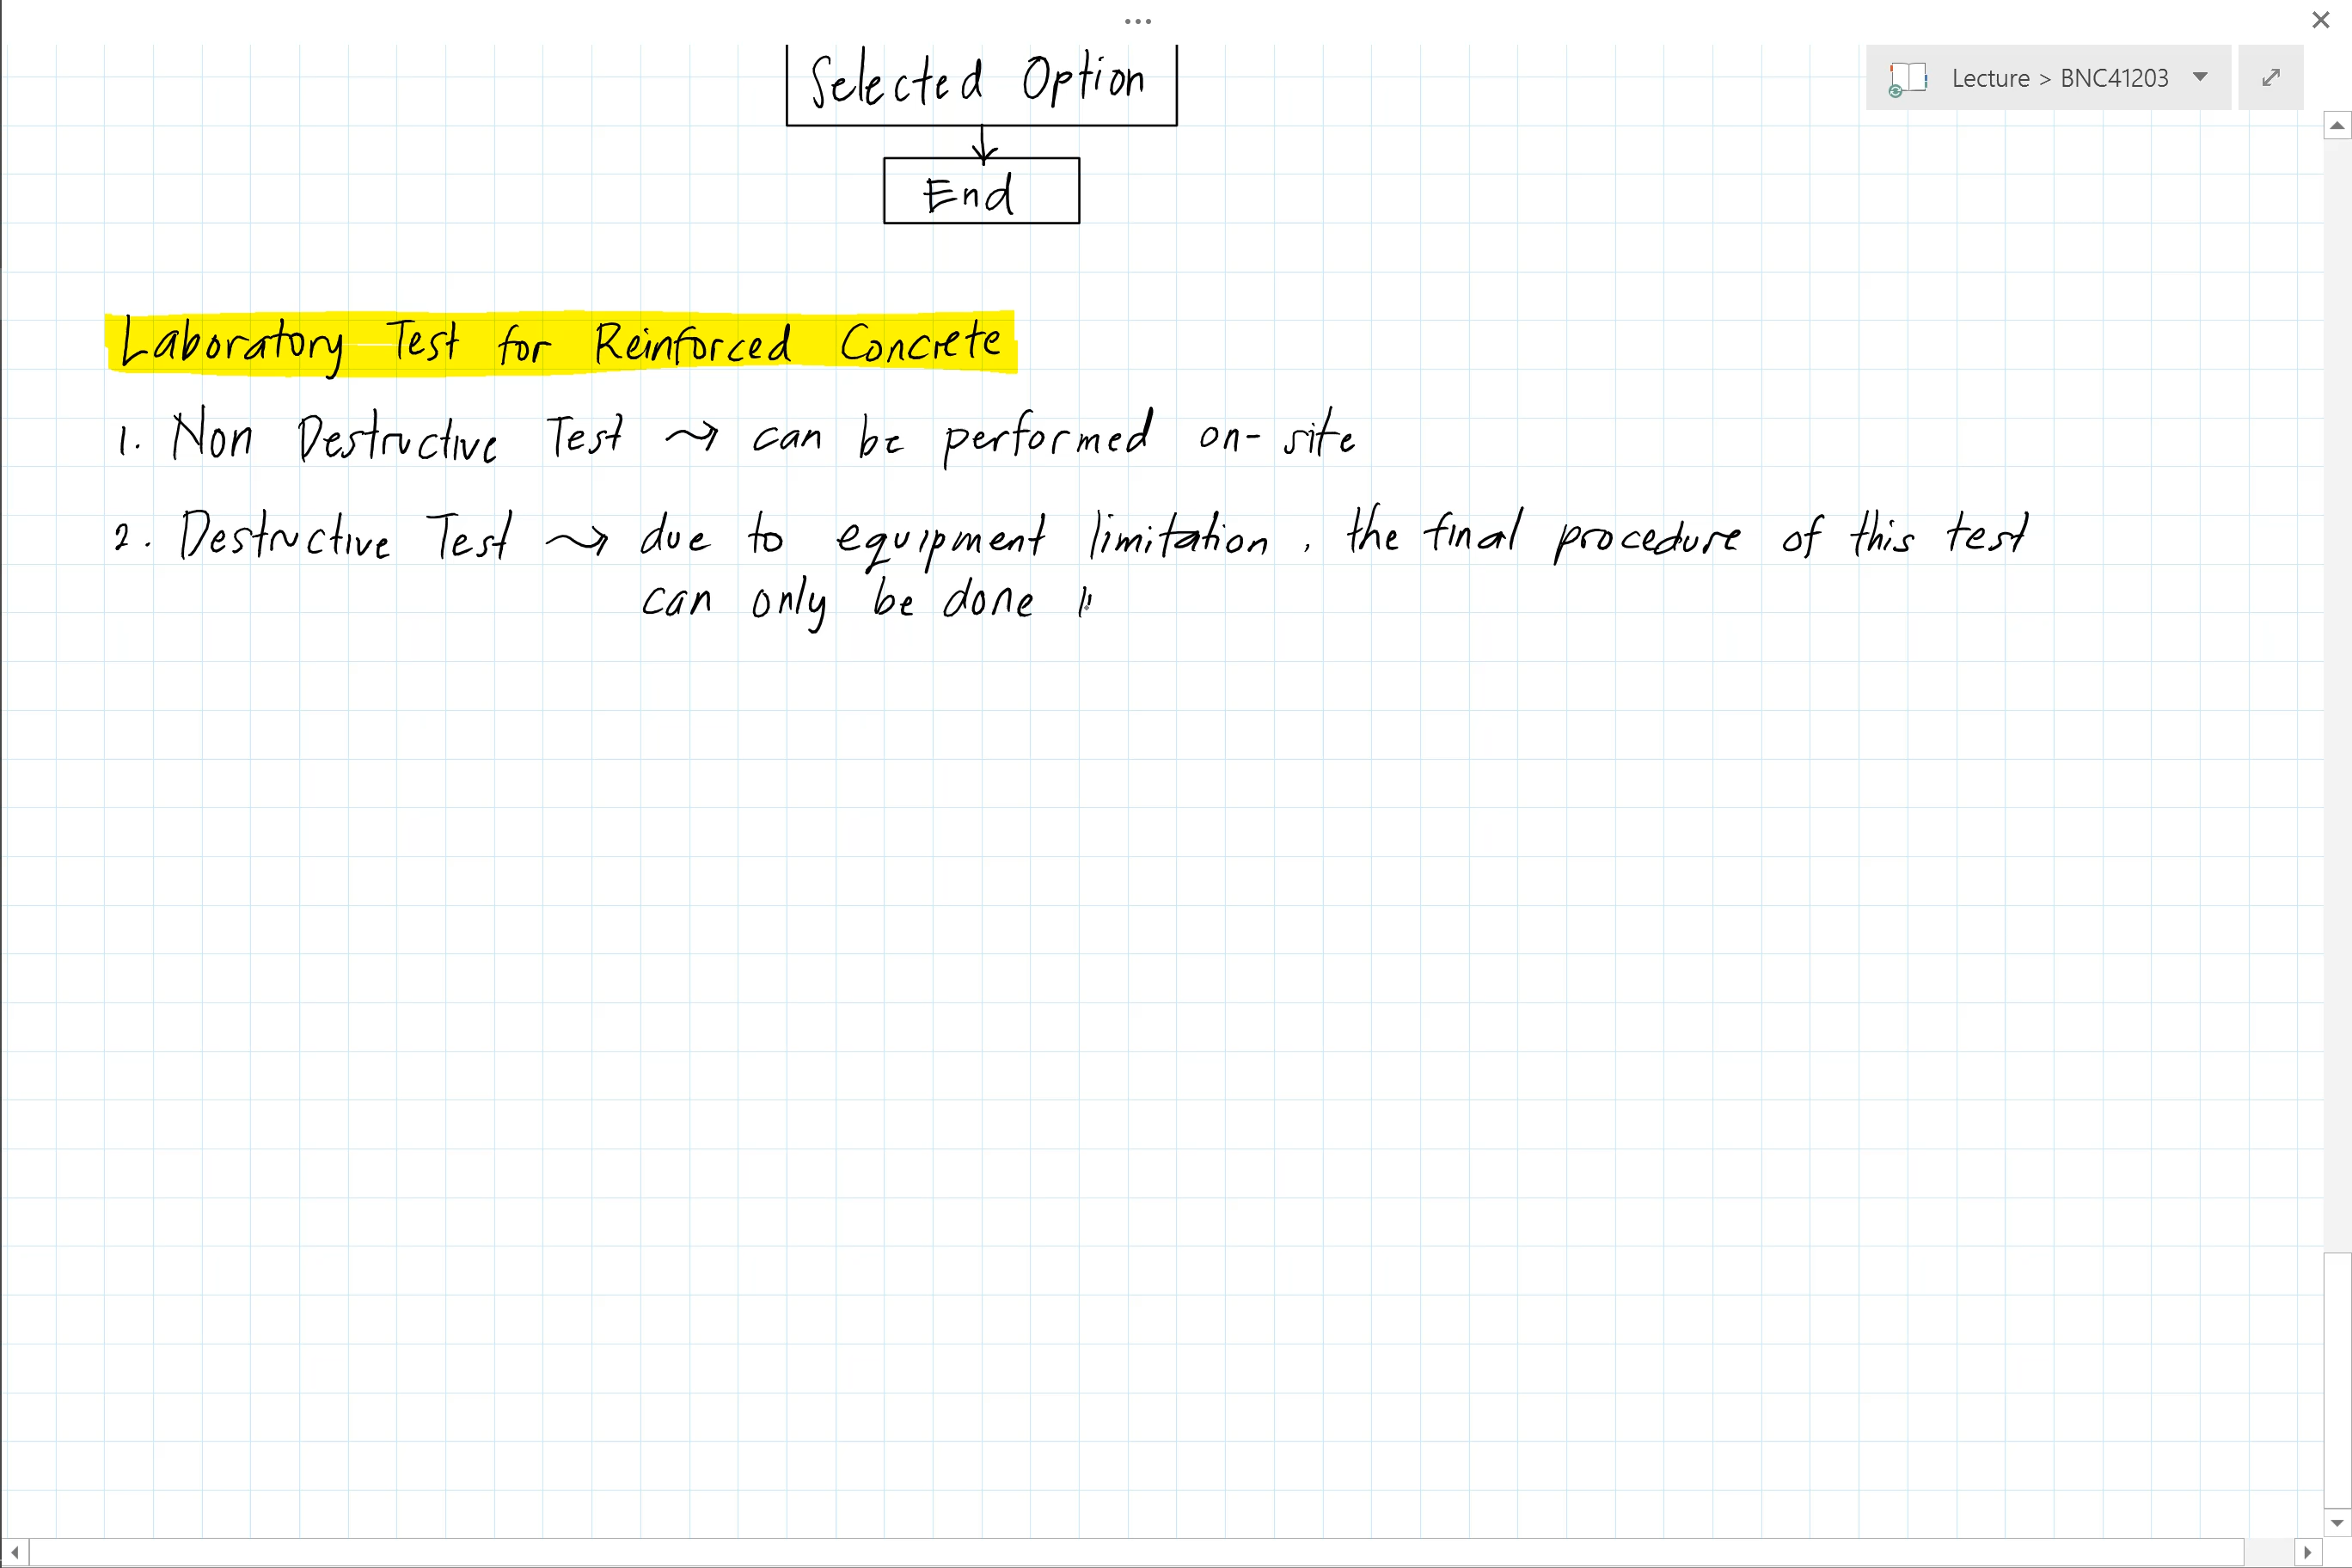 Selected Option
Lecture > BNC41203
End
Laboratory Test for Reinforced Concrete
1. Non Destructive Test ⤳ can be performed on-site
2. Destructive Test ⤳ due to equipment limitation, the final procedure of this test
can only be done